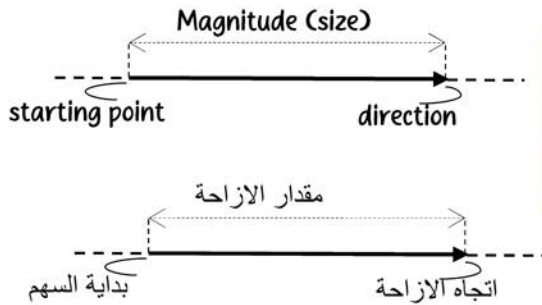 Magnitude (size)
starting point
direction
مقدار الازاحة
اتجاه الازاحة
بداية السهم